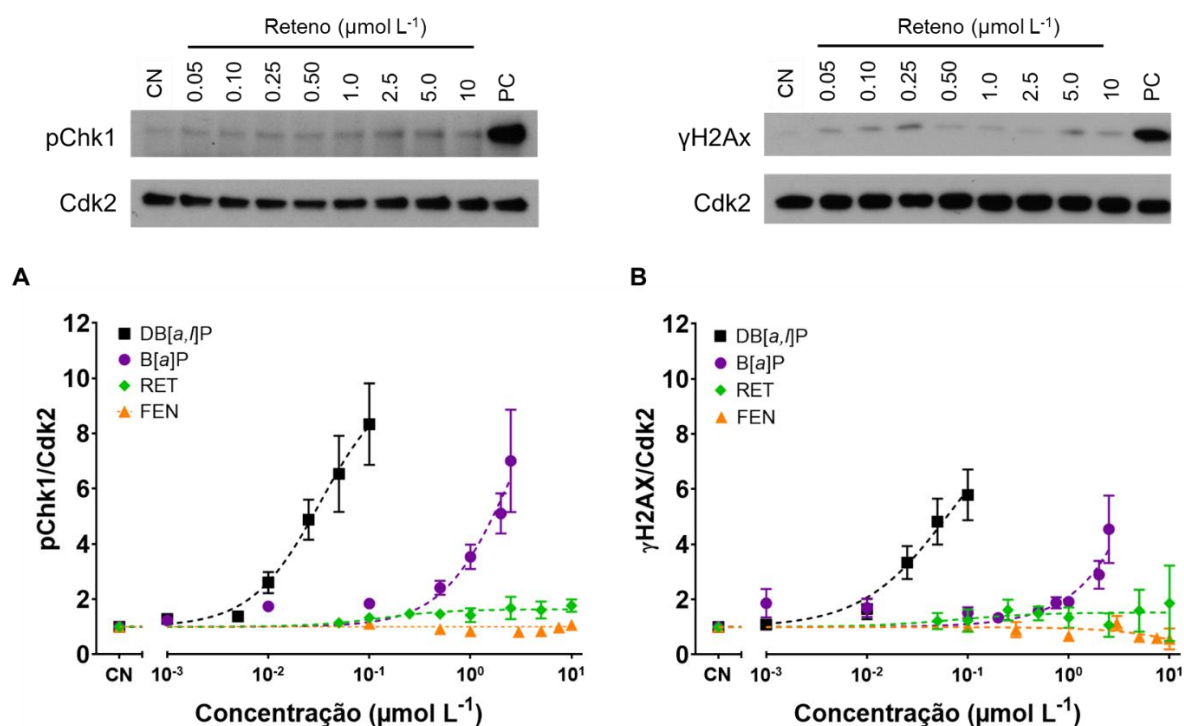 Reteno (µmol L-1)
CN 0.05 0.10 0.25 0.50 1.0 2.5 5.0 10 PC
pChk1
Cdk2
Reteno (µmol L-1)
CN 0.05 0.10 0.25 0.50 1.0 2.5 5.0 10 PC
γH2Ax
Cdk2
A
pChk1/Cdk2
12
10
8
6
4
2
0
DB[a,l]P
B[a]P
RET
FEN
CN 10-3 10-2 10-1 100 101
Concentração (µmol L-1)
B
γH2AX/Cdk2
12
10
8
6
4
2
0
DB[a,l]P
B[a]P
RET
FEN
CN 10-3 10-2 10-1 100 101
Concentração (µmol L-1)